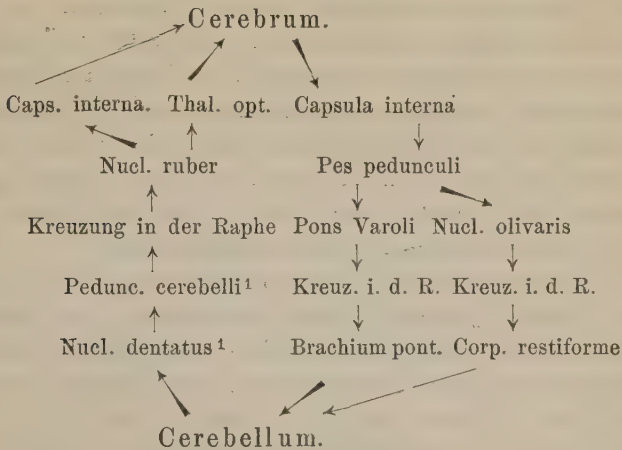 Cerebrum.
Caps. interna. Thal. opt. Capsula interna
Nucl. ruber Pes pedunculi
Kreuzung in der Raphe Pons Varoli Nucl. olivaris
Pedunc. cerebelli¹ Kreuz. i. d. R. Kreuz. i. d. R.
Nucl. dentatus¹ Brachium pont. Corp. restiforme
Cerebellum.